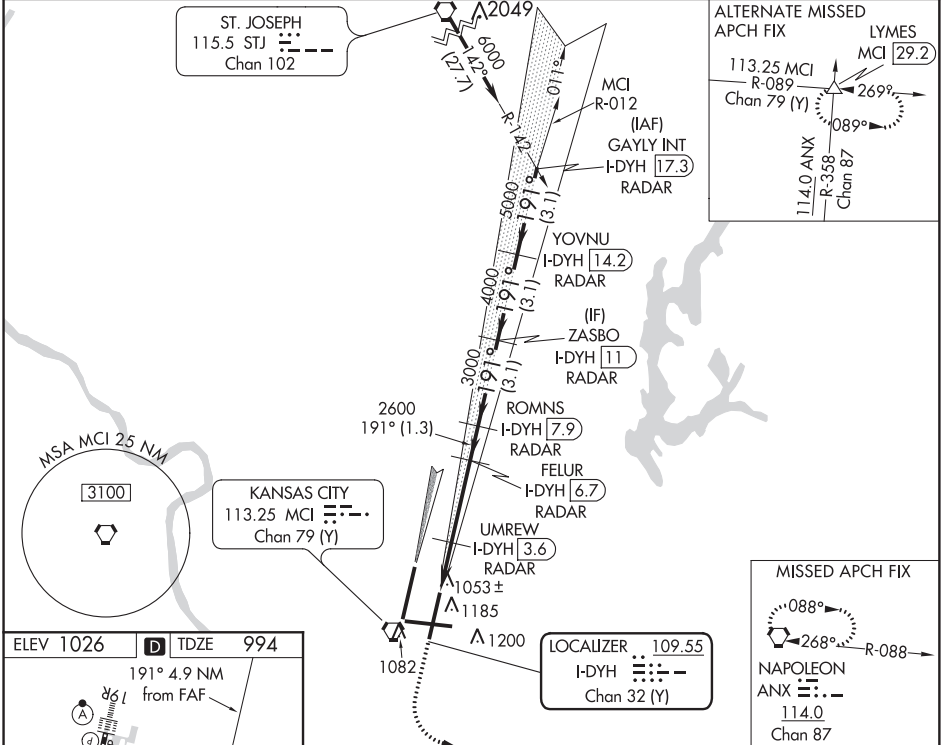 ST. JOSEPH
115.5 STJ
Chan 102
2049
6000
142°
(27.7)
R-142
011°
MCI
R-012
(IAF)
GAYLY INT
I-DYH 17.3
RADAR
5000
191°
(3.1)
YOVNU
I-DYH 14.2
RADAR
4000
191°
(3.1)
(IF)
ZASBO
I-DYH 11
RADAR
3000
191°
(3.1)
2600
191° (1.3)
ROMNS
I-DYH 7.9
RADAR
FELUR
I-DYH 6.7
RADAR
UMREW
I-DYH 3.6
RADAR
1053 ±
1185
1200
1082
ALTERNATE MISSED
APCH FIX
LYMES
MCI 29.2
113.25 MCI
R-089
Chan 79 (Y)
269°
089°
114.0 ANX
R-358
Chan 87
MSA MCI 25 NM
3100
KANSAS CITY
113.25 MCI
Chan 79 (Y)
LOCALIZER 109.55
I-DYH
Chan 32 (Y)
MISSED APCH FIX
088°
268°
R-088
NAPOLEON
ANX
114.0
Chan 87
ELEV 1026 D TDZE 994
191° 4.9 NM
from FAF
19R
A
P